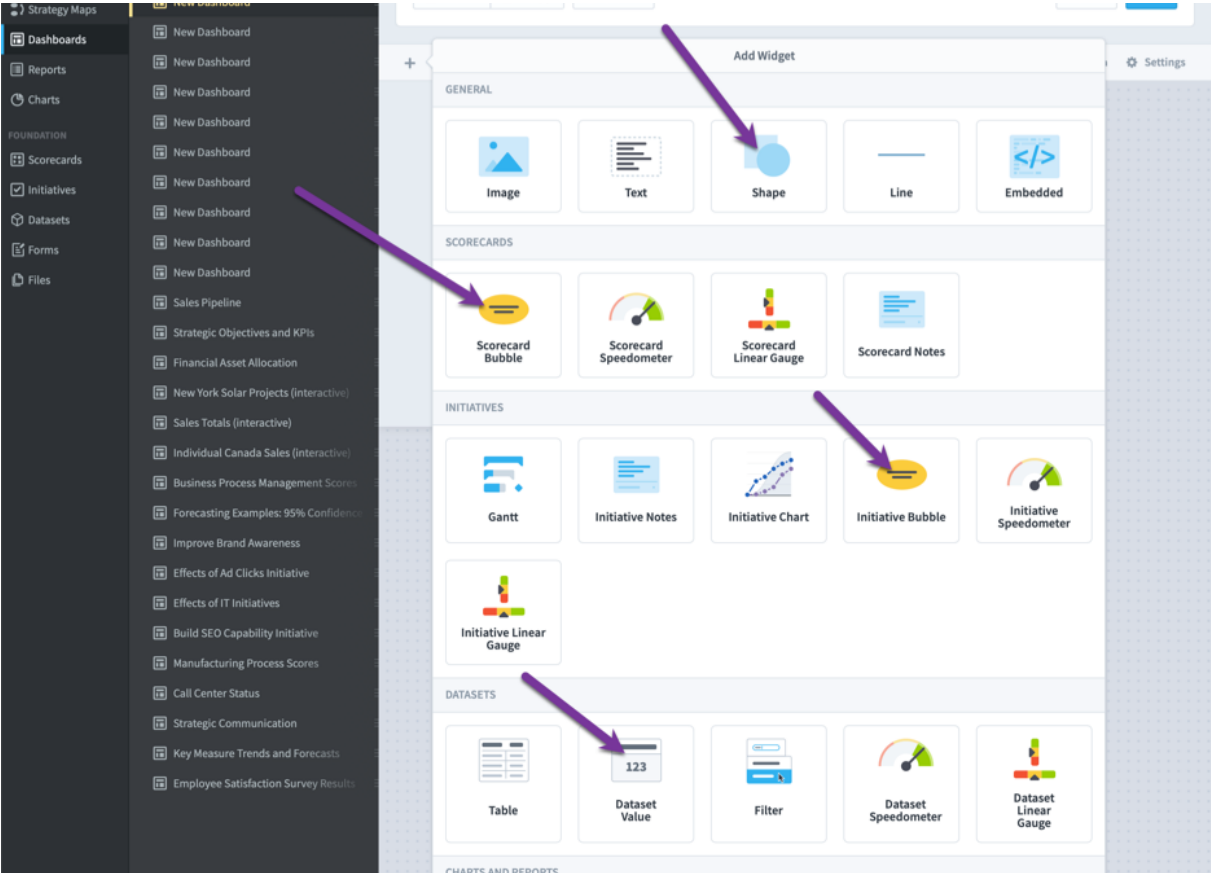 Strategy Maps
Dashboards
Reports
Charts
FOUNDATION
Scorecards
Initiatives
Datasets
Forms
Files
New Dashboard
New Dashboard
New Dashboard
New Dashboard
New Dashboard
New Dashboard
New Dashboard
New Dashboard
New Dashboard
New Dashboard
Sales Pipeline
Strategic Objectives and KPIs
Financial Asset Allocation
New York Solar Projects (interactive)
Sales Totals (interactive)
Individual Canada Sales (interactive)
Business Process Management Scores
Forecasting Examples: 95% Confidence
Improve Brand Awareness
Effects of Ad Clicks Initiative
Effects of IT Initiatives
Build SEO Capability Initiative
Manufacturing Process Scores
Call Center Status
Strategic Communication
Key Measure Trends and Forecasts
Employee Satisfaction Survey Results
+
Settings
Add Widget
GENERAL
Image
Text
Shape
Line
</>
Embedded
SCORECARDS
Scorecard
Bubble
Scorecard
Speedometer
Scorecard
Linear Gauge
Scorecard Notes
INITIATIVES
Gantt
Initiative Notes
Initiative Chart
Initiative Bubble
Initiative
Speedometer
Initiative Linear
Gauge
DATASETS
Table
123
Dataset
Value
Filter
Dataset
Speedometer
Dataset
Linear
Gauge
CHARTS AND REPORTS